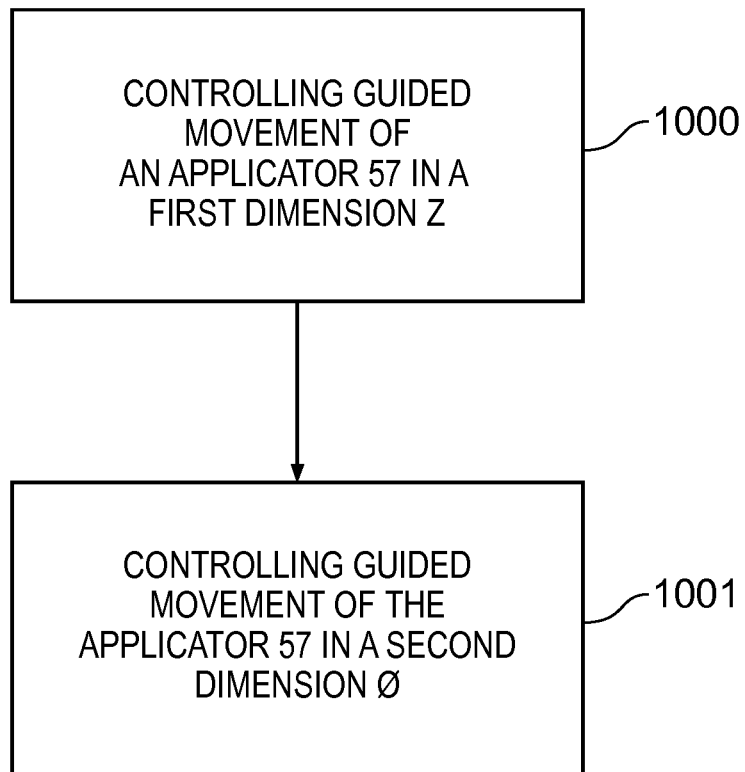 CONTROLLING GUIDED
MOVEMENT OF
AN APPLICATOR 57 IN A
FIRST DIMENSION Z
1000
CONTROLLING GUIDED
MOVEMENT OF THE
APPLICATOR 57 IN A SECOND
DIMENSION Ø
1001